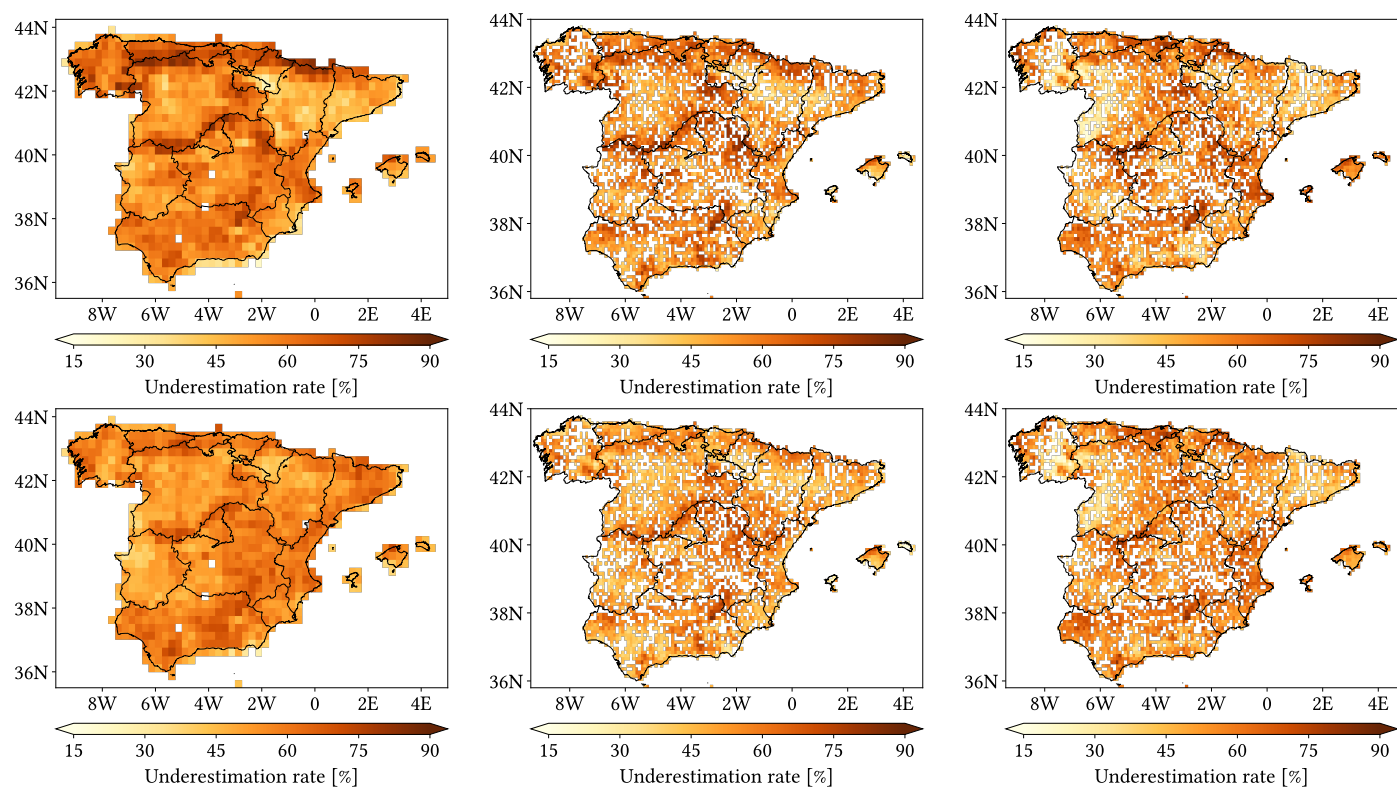 44N 44N 44N
42N 42N 42N
40N 40N 40N
38N 38N 38N
36N 36N 36N
8W 6W 4W 2W 0 2E 4E 8W 6W 4W 2W 0 2E 4E 8W 6W 4W 2W 0 2E 4E
15 30 45 60 75 90 15 30 45 60 75 90 15 30 45 60 75 90
Underestimation rate [%] Underestimation rate [%] Underestimation rate [%]
44N 44N 44N
42N 42N 42N
40N 40N 40N
38N 38N 38N
36N 36N 36N
8W 6W 4W 2W 0 2E 4E 8W 6W 4W 2W 0 2E 4E 8W 6W 4W 2W 0 2E 4E
15 30 45 60 75 90 15 30 45 60 75 90 15 30 45 60 75 90
Underestimation rate [%] Underestimation rate [%] Underestimation rate [%]